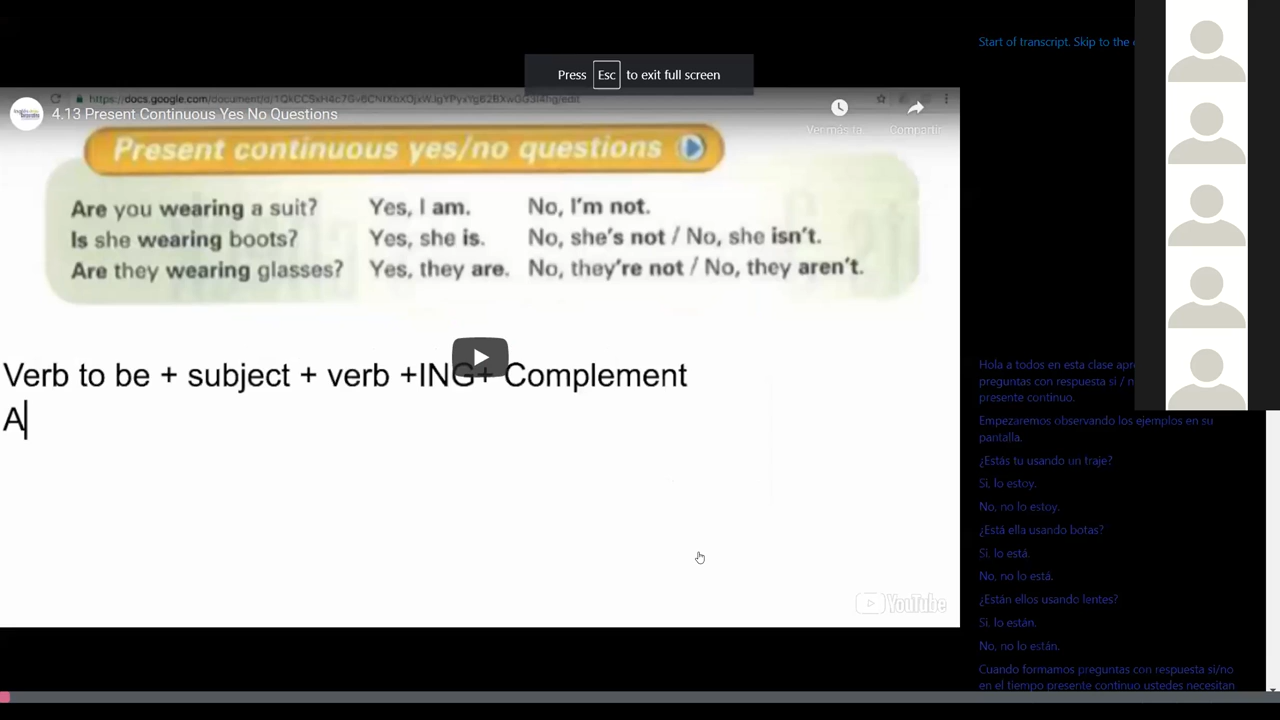 Start of transcript. Skip to the
Press Esc to exit full screen
4.13 Present Continuous Yes No Questions
Ver más ta...
Compartir
Present continuous yes/no questions
Are you wearing a suit? Yes, I am. No, I'm not.
Is she wearing boots? Yes, she is. No, she's not / No, she isn't.
Are they wearing glasses? Yes, they are. No, they're not / No, they aren't.
Verb to be + subject + verb +ING+ Complement
A
YouTube
Hola a todos en esta clase
preguntas con respuesta si / n
presente continuo.
Empezaremos observando los ejemplos en su
pantalla.
¿Estás tu usando un traje?
Si, lo estoy.
No, no lo estoy.
¿Está ella usando botas?
Si, lo está.
No, no lo está.
¿Están ellos usando lentes?
Si, lo están.
No, no lo están.
Cuando formamos preguntas con respuesta si/no
en el tiempo presente continuo ustedes necesitan